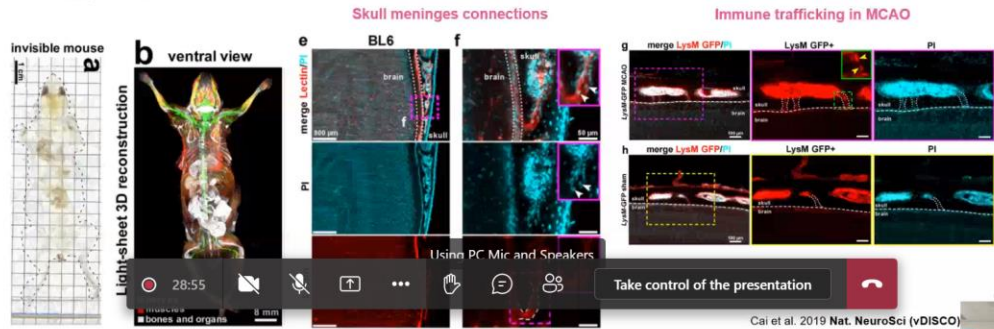 Skull meninges connections
Immune trafficking in MCAO
invisible mouse
a
1 cm
b
ventral view
Light-sheet 3D reconstruction
muscles
bones and organs
8 mm
e
BL6
f
merge Lectin/PI
brain
f
skull
500 µm
brain
skull
50 µm
PI
g
merge LysM GFP/PI
LysM GFP+
PI
LysM-GFP MCAO
skull
brain
skull
brain
h
merge LysM GFP/PI
LysM GFP+
PI
LysM-GFP sham
skull
brain
skull
brain
Using PC Mic and Speakers
28:55
Take control of the presentation
Cai et al. 2019 Nat. NeuroSci (vDISCO)